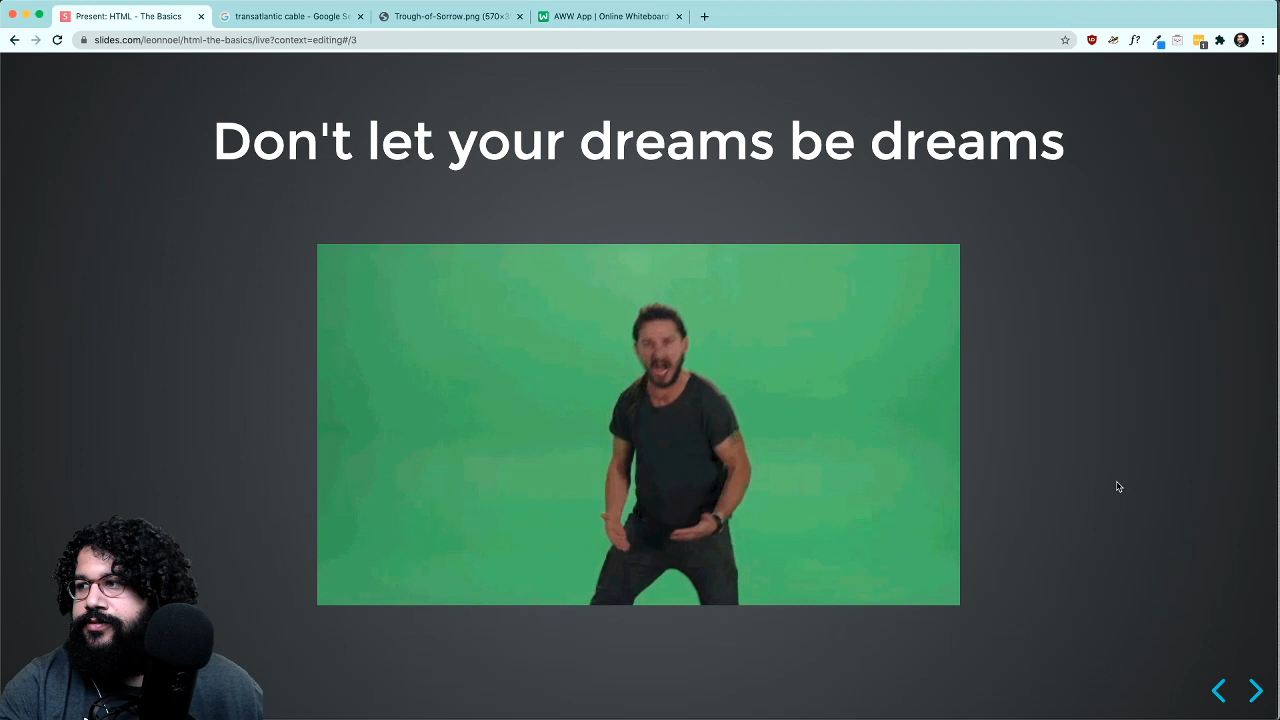 Present: HTML - The Basics
transatlantic cable - Google Se
Trough-of-Sorrow.png (570×3
AWW App | Online Whiteboard
slides.com/leonnoel/html-the-basics/live?context=editing#/3
Don't let your dreams be dreams